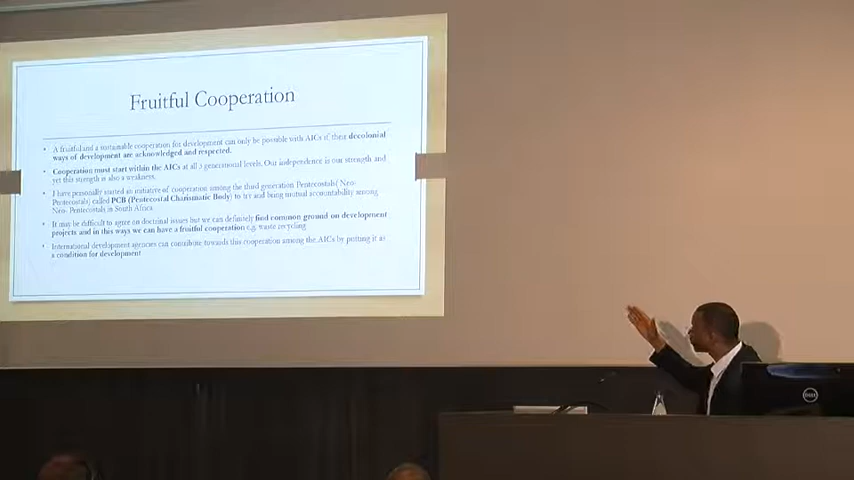 Fruitful Cooperation
• A fruitful and a sustainable cooperation for development can only be possible with AICs if their decolonial
ways of development are acknowledged and respected.
• Cooperation must start within the AICs at all 3 generational levels. Our independence is our strength and
yet this strength is also a weakness.
• I have personally started an initiative of cooperation among the third generation Pentecostals( Neo-
Pentecostals) called PCB (Pentecostal Charismatic Body) to try and bring mutual accountability among
Neo- Pentecostals in South Africa.
• It may be difficult to agree on doctrinal issues but we can definitely find common ground on development
projects and in this ways we can have a fruitful cooperation e.g. waste recycling
• International development agencies can contribute towards this cooperation among the AICs by putting it as
a condition for development
DELL